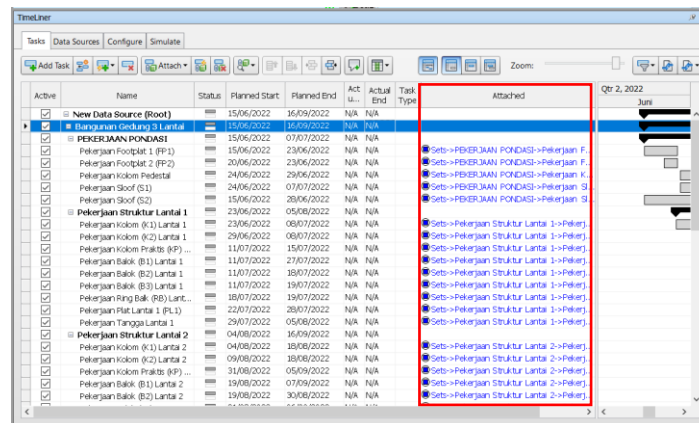 TimeLiner
Tasks Data Sources Configure Simulate
Add Task Attach Zoom:
Active Name Status Planned Start Planned End Act u... Actual End Task Type Attached Qtr 2, 2022
Juni
New Data Source (Root) 15/06/2022 16/09/2022 N/A N/A
Bangunan Gedung 3 Lantai 15/06/2022 16/09/2022 N/A N/A
PEKERJAAN PONDASI 15/06/2022 07/07/2022 N/A N/A
Pekerjaan Footplat 1 (FP1) 15/06/2022 23/06/2022 N/A N/A Sets->PEKERJAAN PONDASI->Pekerjaan F...
Pekerjaan Footplat 2 (FP2) 20/06/2022 23/06/2022 N/A N/A Sets->PEKERJAAN PONDASI->Pekerjaan F...
Pekerjaan Kolom Pedestal 24/06/2022 29/06/2022 N/A N/A Sets->PEKERJAAN PONDASI->Pekerjaan K...
Pekerjaan Sloof (S1) 24/06/2022 07/07/2022 N/A N/A Sets->PEKERJAAN PONDASI->Pekerjaan Sl...
Pekerjaan Sloof (S2) 15/06/2022 28/06/2022 N/A N/A Sets->PEKERJAAN PONDASI->Pekerjaan Sl...
Pekerjaan Struktur Lantai 1 23/06/2022 05/08/2022 N/A N/A
Pekerjaan Kolom (K1) Lantai 1 23/06/2022 08/07/2022 N/A N/A Sets->Pekerjaan Struktur Lantai 1->Pekerj...
Pekerjaan Kolom (K2) Lantai 1 29/06/2022 08/07/2022 N/A N/A Sets->Pekerjaan Struktur Lantai 1->Pekerj...
Pekerjaan Kolom Praktis (KP) ... 11/07/2022 15/07/2022 N/A N/A Sets->Pekerjaan Struktur Lantai 1->Pekerj...
Pekerjaan Balok (B1) Lantai 1 11/07/2022 27/07/2022 N/A N/A Sets->Pekerjaan Struktur Lantai 1->Pekerj...
Pekerjaan Balok (B2) Lantai 1 11/07/2022 18/07/2022 N/A N/A Sets->Pekerjaan Struktur Lantai 1->Pekerj...
Pekerjaan Balok (B3) Lantai 1 11/07/2022 19/07/2022 N/A N/A Sets->Pekerjaan Struktur Lantai 1->Pekerj...
Pekerjaan Ring Balk (RB) Lant... 18/07/2022 19/07/2022 N/A N/A Sets->Pekerjaan Struktur Lantai 1->Pekerj...
Pekerjaan Plat Lantai 1 (PL1) 22/07/2022 28/07/2022 N/A N/A Sets->Pekerjaan Struktur Lantai 1->Pekerj...
Pekerjaan Tangga Lantai 1 29/07/2022 05/08/2022 N/A N/A Sets->Pekerjaan Struktur Lantai 1->Pekerj...
Pekerjaan Struktur Lantai 2 04/08/2022 16/09/2022 N/A N/A
Pekerjaan Kolom (K1) Lantai 2 04/08/2022 18/08/2022 N/A N/A Sets->Pekerjaan Struktur Lantai 2->Pekerj...
Pekerjaan Kolom (K2) Lantai 2 09/08/2022 18/08/2022 N/A N/A Sets->Pekerjaan Struktur Lantai 2->Pekerj...
Pekerjaan Kolom Praktis (KP) ... 31/08/2022 05/09/2022 N/A N/A Sets->Pekerjaan Struktur Lantai 2->Pekerj...
Pekerjaan Balok (B1) Lantai 2 19/08/2022 07/09/2022 N/A N/A Sets->Pekerjaan Struktur Lantai 2->Pekerj...
Pekerjaan Balok (B2) Lantai 2 19/08/2022 30/08/2022 N/A N/A Sets->Pekerjaan Struktur Lantai 2->Pekerj...